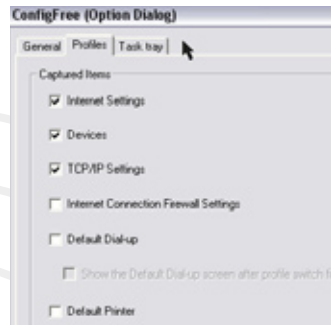 ConfigFree (Option Dialog)
General Profiles Task tray
Captured Items
Internet Settings
Devices
TCP/IP Settings
Internet Connection Firewall Settings
Default Dial-up
Show the Default Dial-up screen after profile switch
Default Printer